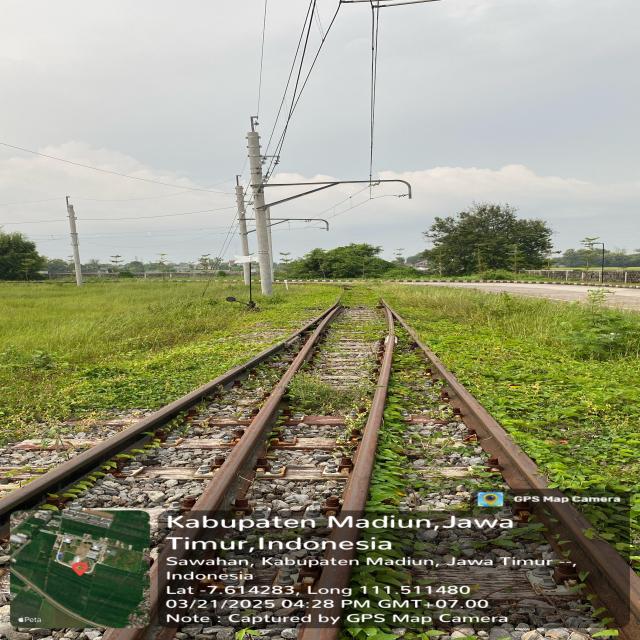 GPS Map Camera
Kabupaten Madiun,Jawa
Timur,Indonesia
Sawahan, Kabupaten Madiun, Jawa Timur --,
Indonesia
Lat -7.614283, Long 111.511480
03/21/2025 04:28 PM GMT+07.00
Note : Captured by GPS Map Camera
Peta